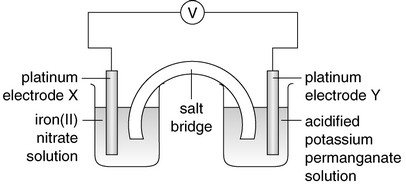 V
platinum
electrode X
iron(II)
nitrate
solution
salt
bridge
platinum
electrode Y
acidified
potassium
permanganate
solution